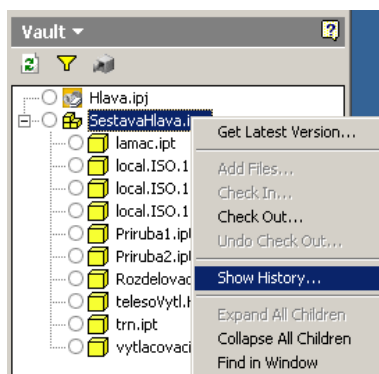 Vault
Hlava.ipj
SestavaHlava.i
Get Latest Version...
lamac.ipt
local.ISO.1
Add Files...
local.ISO.1
Check In...
local.ISO.1
Check Out...
Priruba1.ip
Undo Check Out...
Priruba2.ip
Rozdelovac
Show History...
telesoVytl.
trn.ipt
Expand All Children
vytlacovaci
Collapse All Children
Find in Window